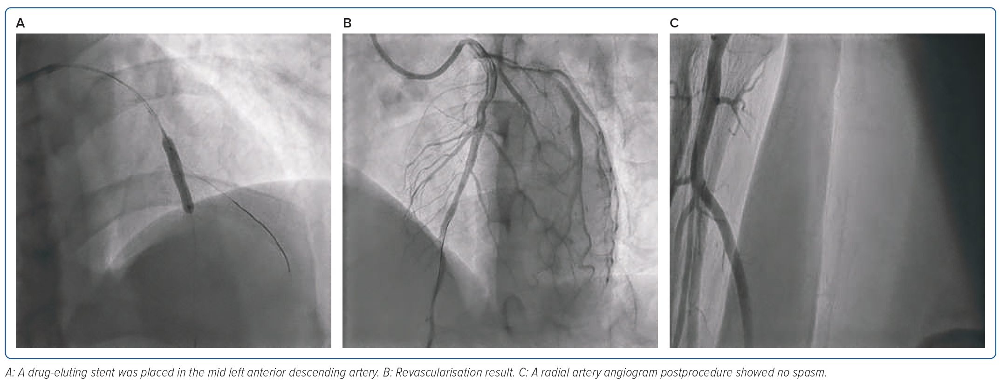 A
B
C
A: A drug-eluting stent was placed in the mid left anterior descending artery. B: Revascularisation result. C: A radial artery angiogram postprocedure showed no spasm.